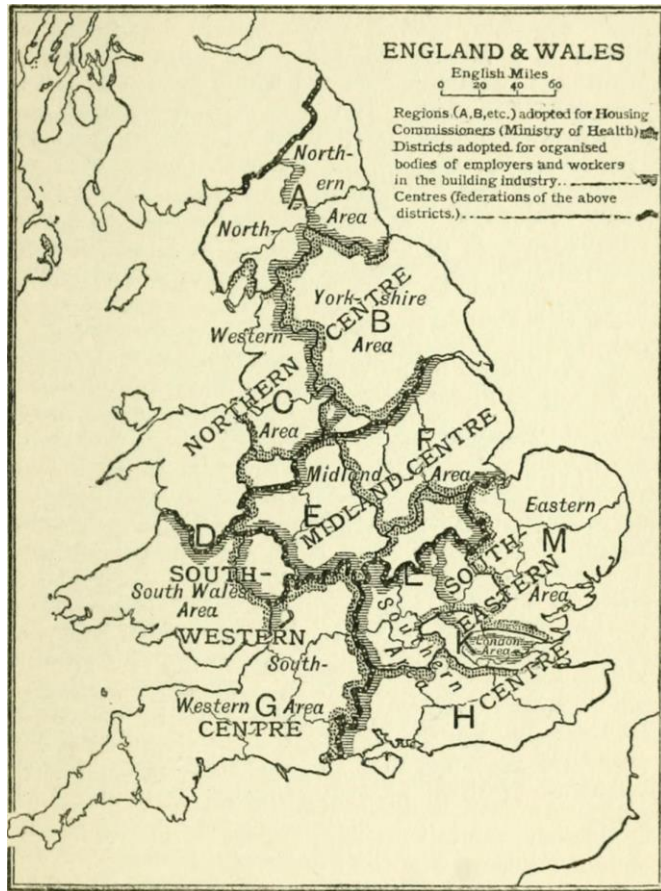 ENGLAND & WALES
English Miles
0 20 40 60
Regions (A,B,etc.) adopted for Housing
Commissioners (Ministry of Health)
Districts adopted for organised
bodies of employers and workers
in the building industry
Centres (federations of the above
districts.)
North-
ern
A
Area
North-
Western
Area
York-shire
B
Area
NORTHERN CENTRE
C
F
Area
Midland
MIDLAND CENTRE
E
D
Eastern
M
Area
SOUTH-
EASTERN
CENTRE
L
SOUTH-
South Wales
Area
WESTERN
Southern
Area
K
London
Area
South-
Western G Area
CENTRE
H